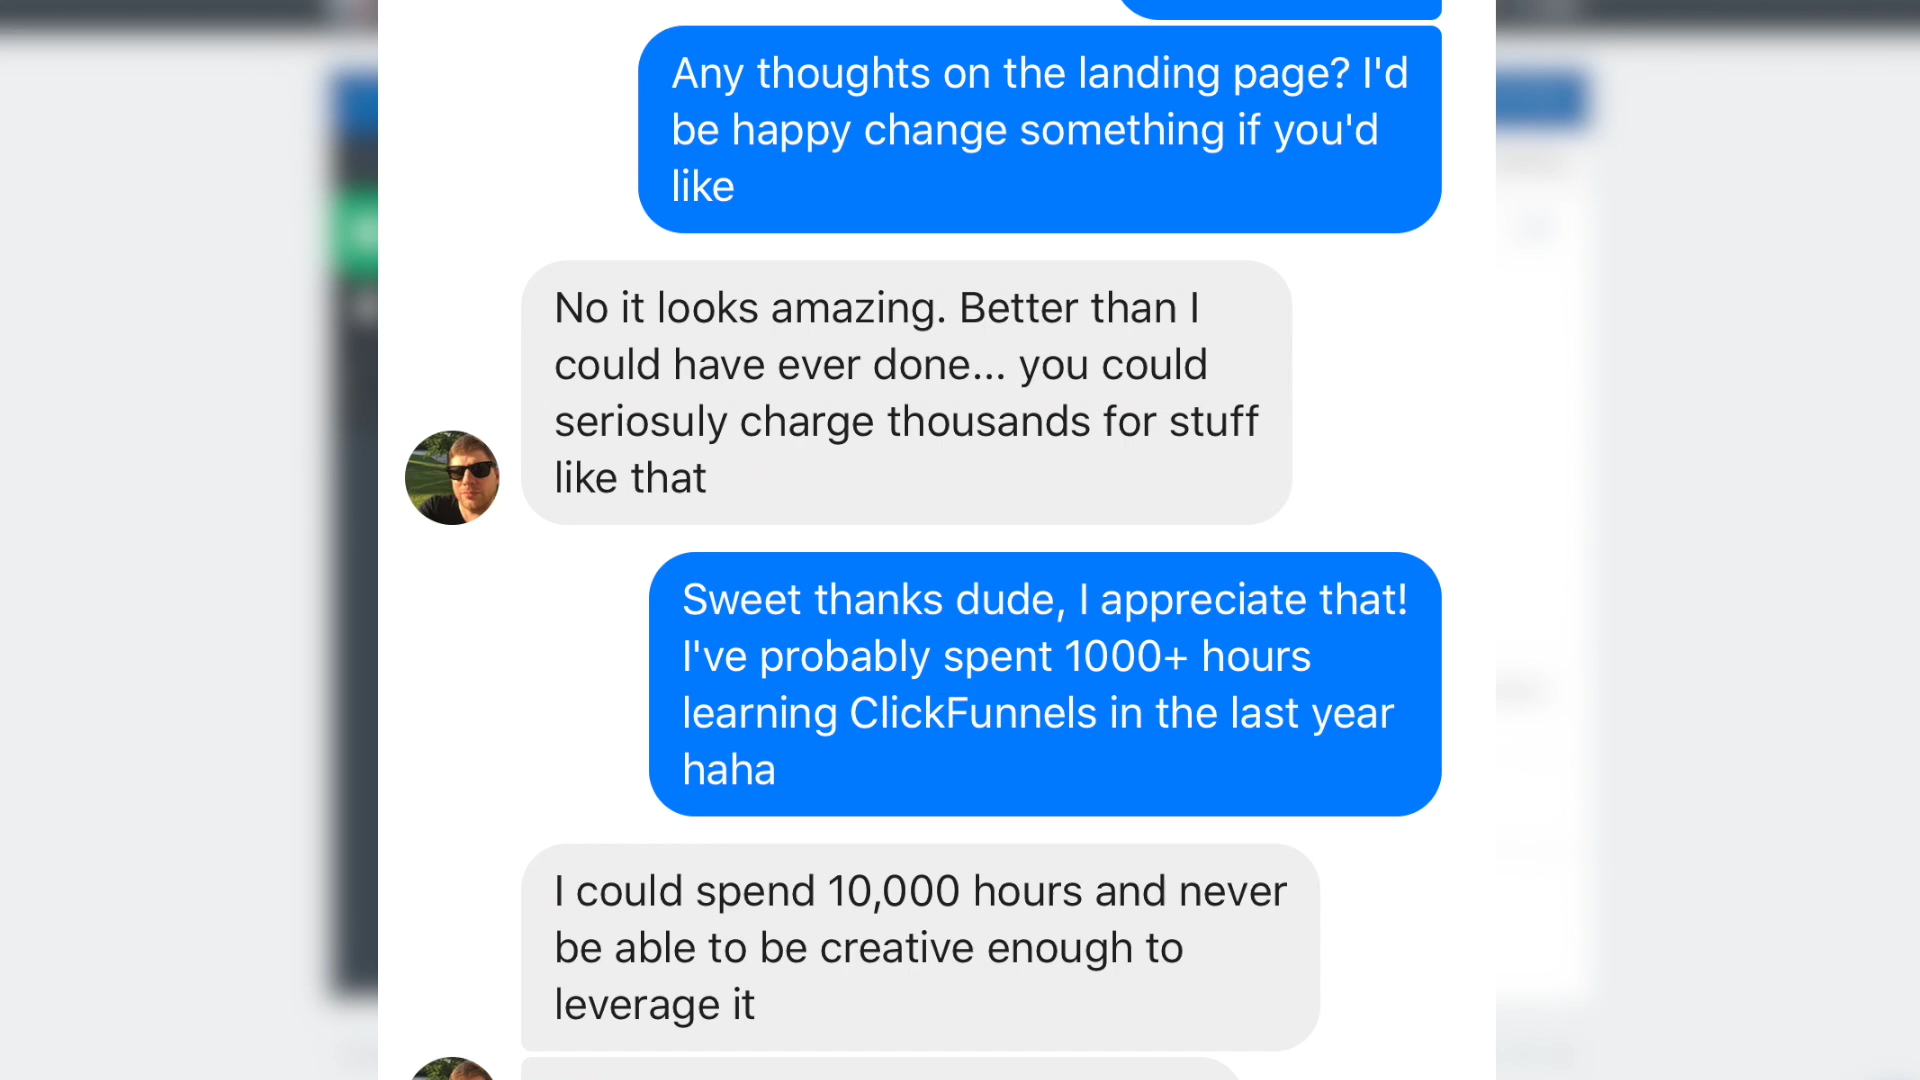 Any thoughts on the landing page? I'd
be happy change something if you'd
like
No it looks amazing. Better than I
could have ever done... you could
seriosuly charge thousands for stuff
like that
Sweet thanks dude, I appreciate that!
I've probably spent 1000+ hours
learning ClickFunnels in the last year
haha
I could spend 10,000 hours and never
be able to be creative enough to
leverage it